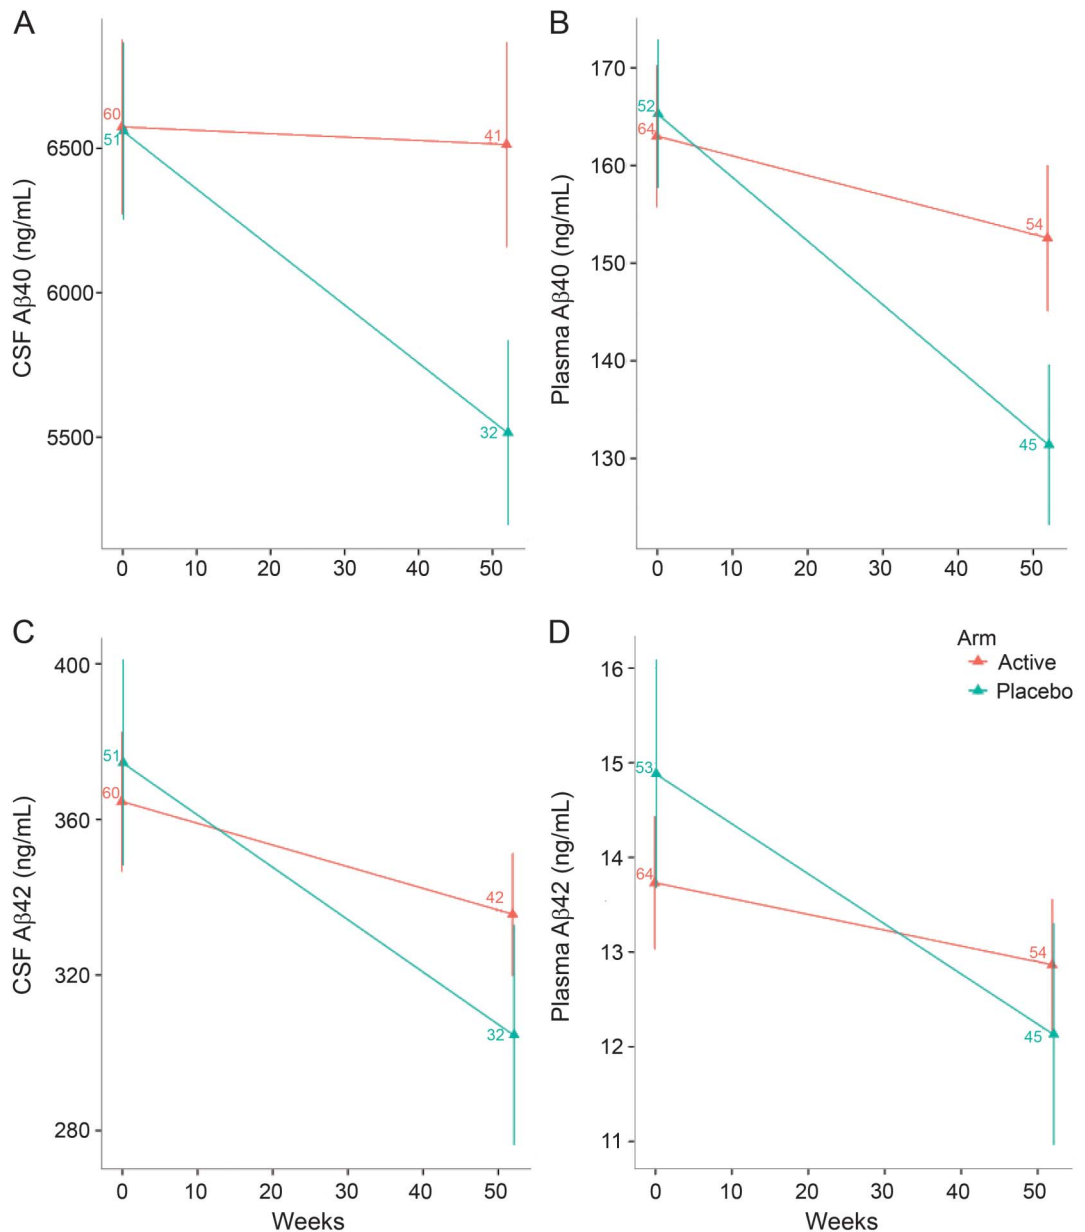 A
CSF Aβ40 (ng/mL)
6500
6000
5500
60
51
41
32
0 10 20 30 40 50
B
Plasma Aβ40 (ng/mL)
170
160
150
140
130
52
64
54
45
0 10 20 30 40 50
C
CSF Aβ42 (ng/mL)
400
360
320
280
51
60
42
32
0 10 20 30 40 50
Weeks
D
Arm
Active
Placebo
Plasma Aβ42 (ng/mL)
16
15
14
13
12
11
53
64
54
45
0 10 20 30 40 50
Weeks